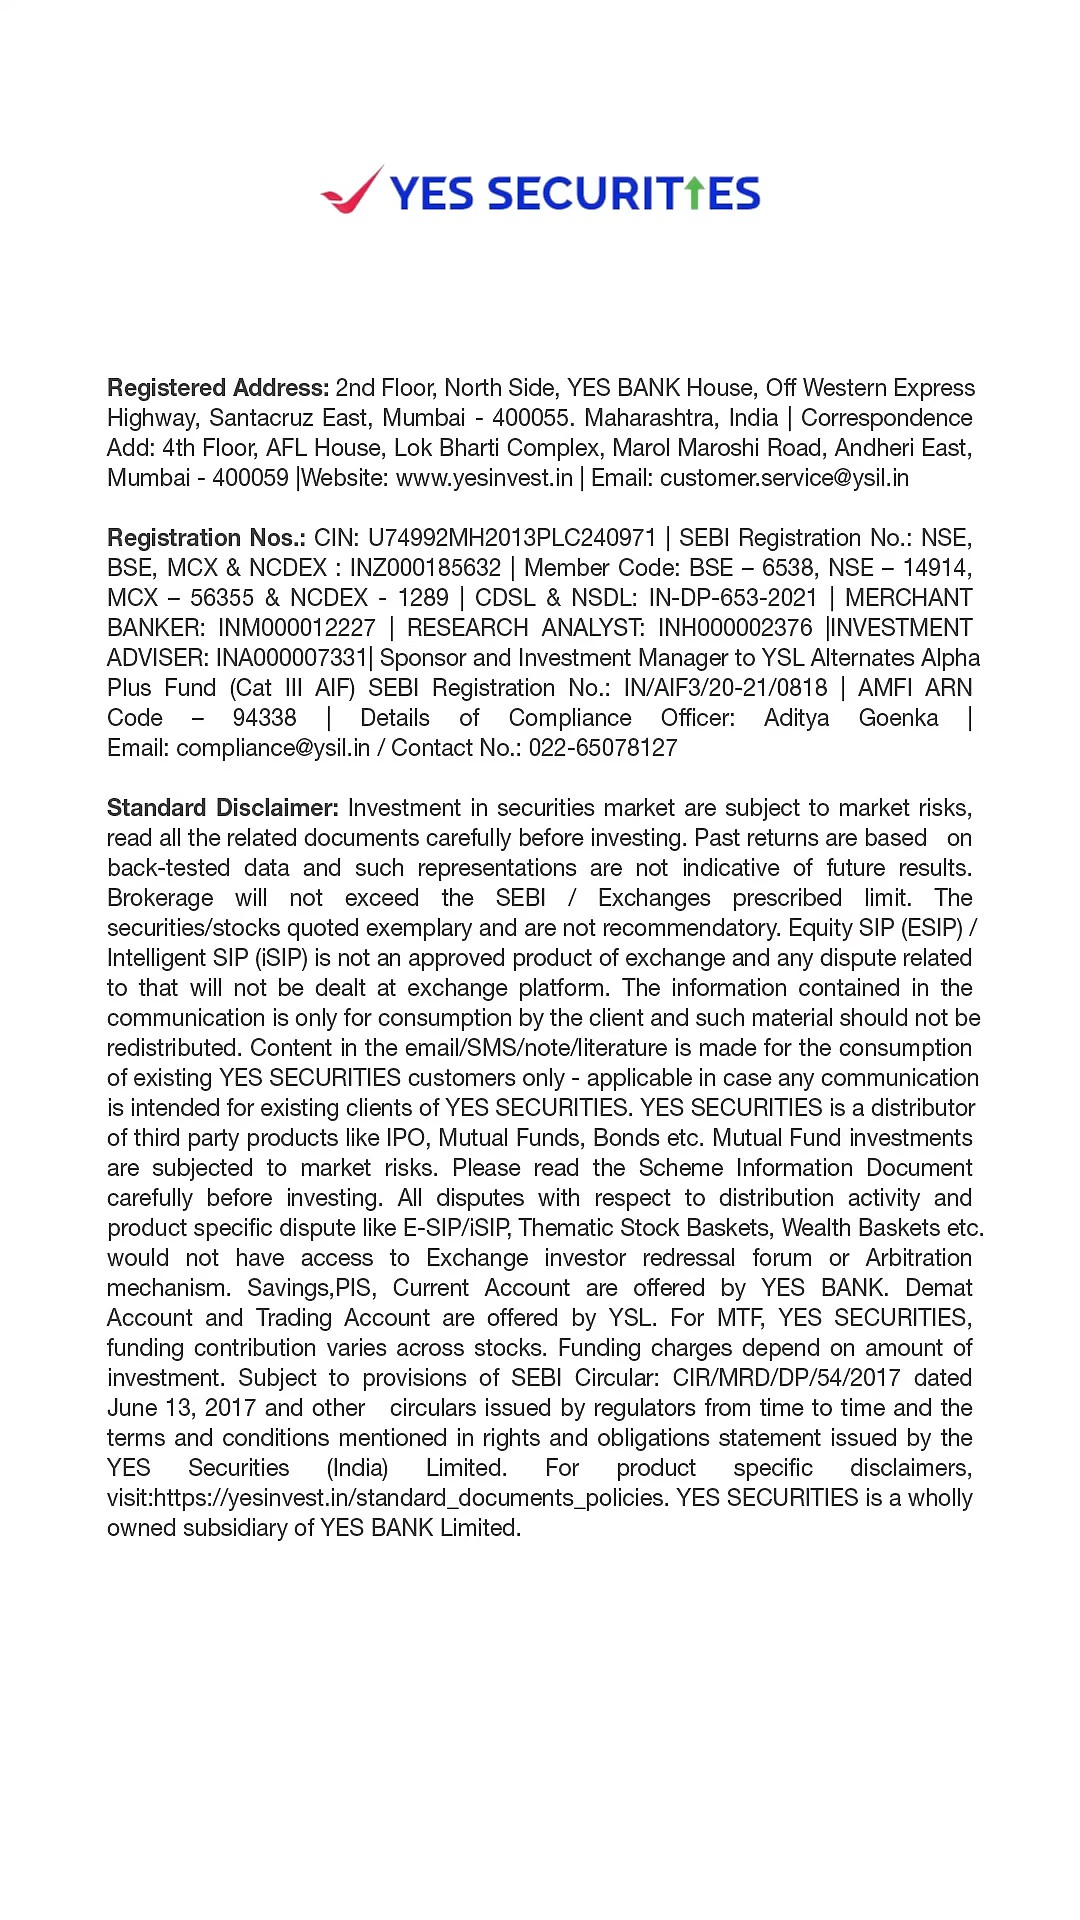 YES SECURITIES
Registered Address: 2nd Floor, North Side, YES BANK House, Off Western Express
Highway, Santacruz East, Mumbai - 400055. Maharashtra, India | Correspondence
Add: 4th Floor, AFL House, Lok Bharti Complex, Marol Maroshi Road, Andheri East,
Mumbai - 400059 |Website: www.yesinvest.in | Email: customer.service@ysil.in
Registration Nos.: CIN: U74992MH2013PLC240971 | SEBI Registration No.: NSE,
BSE, MCX & NCDEX : INZ000185632 | Member Code: BSE – 6538, NSE – 14914,
MCX – 56355 & NCDEX - 1289 | CDSL & NSDL: IN-DP-653-2021 | MERCHANT
BANKER: INM000012227 | RESEARCH ANALYST: INH000002376 |INVESTMENT
ADVISER: INA000007331| Sponsor and Investment Manager to YSL Alternates Alpha
Plus Fund (Cat III AIF) SEBI Registration No.: IN/AIF3/20-21/0818 | AMFI ARN
Code – 94338 | Details of Compliance Officer: Aditya Goenka |
Email: compliance@ysil.in / Contact No.: 022-65078127
Standard Disclaimer: Investment in securities market are subject to market risks,
read all the related documents carefully before investing. Past returns are based on
back-tested data and such representations are not indicative of future results.
Brokerage will not exceed the SEBI / Exchanges prescribed limit. The
securities/stocks quoted exemplary and are not recommendatory. Equity SIP (ESIP) /
Intelligent SIP (iSIP) is not an approved product of exchange and any dispute related
to that will not be dealt at exchange platform. The information contained in the
communication is only for consumption by the client and such material should not be
redistributed. Content in the email/SMS/note/literature is made for the consumption
of existing YES SECURITIES customers only - applicable in case any communication
is intended for existing clients of YES SECURITIES. YES SECURITIES is a distributor
of third party products like IPO, Mutual Funds, Bonds etc. Mutual Fund investments
are subjected to market risks. Please read the Scheme Information Document
carefully before investing. All disputes with respect to distribution activity and
product specific dispute like E-SIP/iSIP, Thematic Stock Baskets, Wealth Baskets etc.
would not have access to Exchange investor redressal forum or Arbitration
mechanism. Savings,PIS, Current Account are offered by YES BANK. Demat
Account and Trading Account are offered by YSL. For MTF, YES SECURITIES,
funding contribution varies across stocks. Funding charges depend on amount of
investment. Subject to provisions of SEBI Circular: CIR/MRD/DP/54/2017 dated
June 13, 2017 and other circulars issued by regulators from time to time and the
terms and conditions mentioned in rights and obligations statement issued by the
YES Securities (India) Limited. For product specific disclaimers,
visit:https://yesinvest.in/standard_documents_policies. YES SECURITIES is a wholly
owned subsidiary of YES BANK Limited.